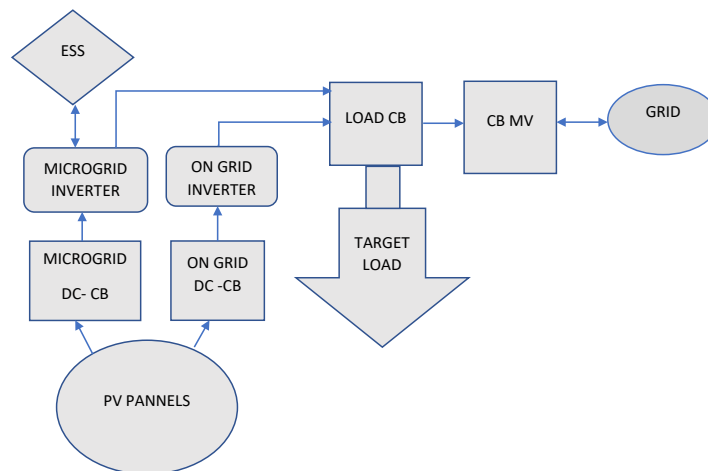 ESS
LOAD CB
CB MV
GRID
MICROGRID
INVERTER
ON GRID
INVERTER
MICROGRID
DC- CB
ON GRID
DC -CB
TARGET
LOAD
PV PANNELS